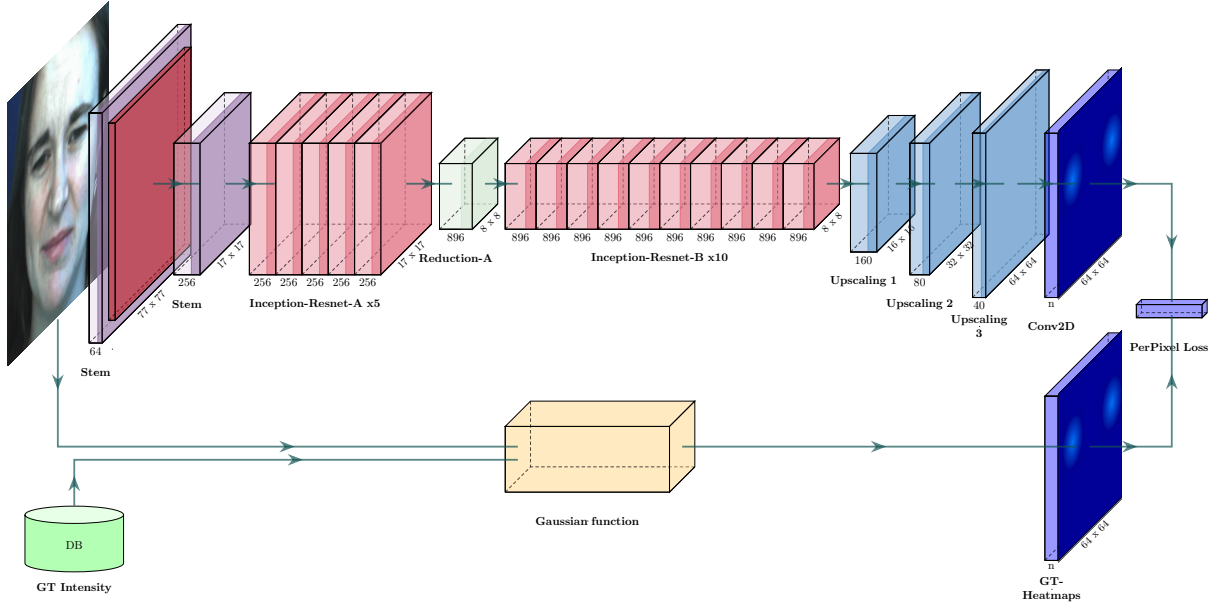 64
77 x 77
Stem
256
17 x 17
Stem
256 256 256 256 256
17 x 17
Inception-Resnet-A x5
896
8 x 8
Reduction-A
896 896 896 896 896 896 896 896 896 896
8 x 8
Inception-Resnet-B x10
160
16 x 16
Upscaling 1
80
32 x 32
Upscaling 2
40
64 x 64
Upscaling
3
n
64 x 64
Conv2D
PerPixel Loss
DB
GT Intensity
Gaussian function
n
64 x 64
GT-
Heatmaps